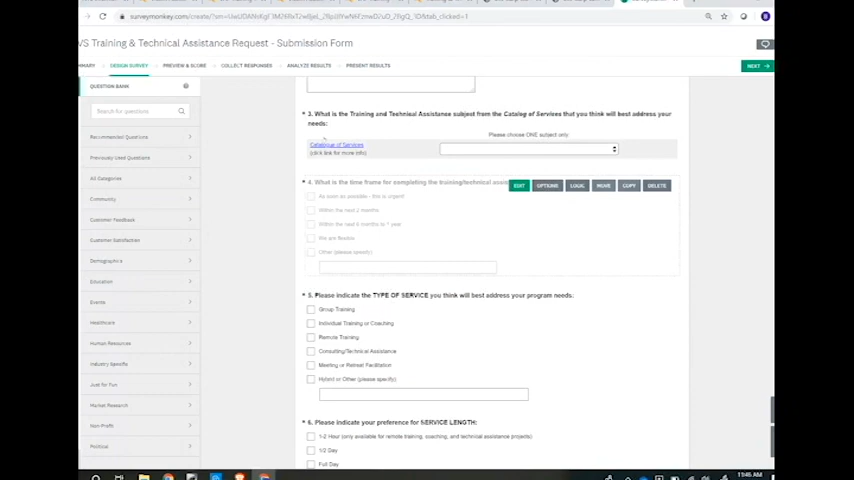 VS Training & Technical Assistance Request - Submission Form
MMARY
DESIGN SURVEY
PREVIEW & SCORE
COLLECT RESPONSES
ANALYZE RESULTS
PRESENT RESULTS
NEXT
QUESTION BANK
Search for questions
Recommended Questions
Previously Used Questions
All Categories
Community
Customer Feedback
Customer Satisfaction
Demographics
Education
Events
Healthcare
Human Resources
Industry Specific
Just for Fun
Market Research
Non-Profit
Political
* 3. What is the Training and Technical Assistance subject from the Catalog of Services that you think will best address your
needs:
Please choose ONE subject only:
Catalogue of Services
(click link for more info)
* 4. What is the time frame for completing the training/technical assis
EDIT
OPTIONS
LOGIC
MOVE
COPY
DELETE
As soon as possible - this is urgent!
Within the next 2 months
Within the next 6 months to 1 year
We are flexible
Other (please specify)
* 5. Please indicate the TYPE OF SERVICE you think will best address your program needs:
Group Training
Individual Training or Coaching
Remote Training
Consulting/Technical Assistance
Meeting or Retreat Facilitation
Hybrid or Other (please specify)
* 6. Please indicate your preference for SERVICE LENGTH:
1-2 Hour (only available for remote training, coaching, and technical assistance projects)
1/2 Day
Full Day
11:46 AM